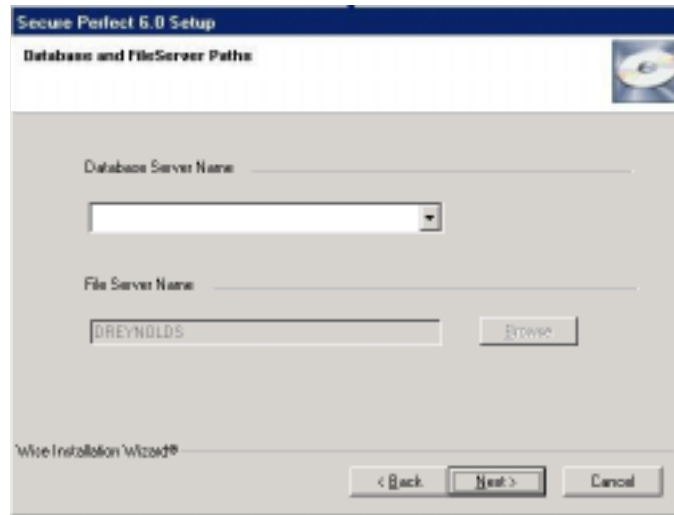 Secure Perfect 6.0 Setup
Database and FileServer Paths
Database Server Name
File Server Name
DREYNOLDS
Browse
Wise Installation Wizard®
< Back
Next >
Cancel